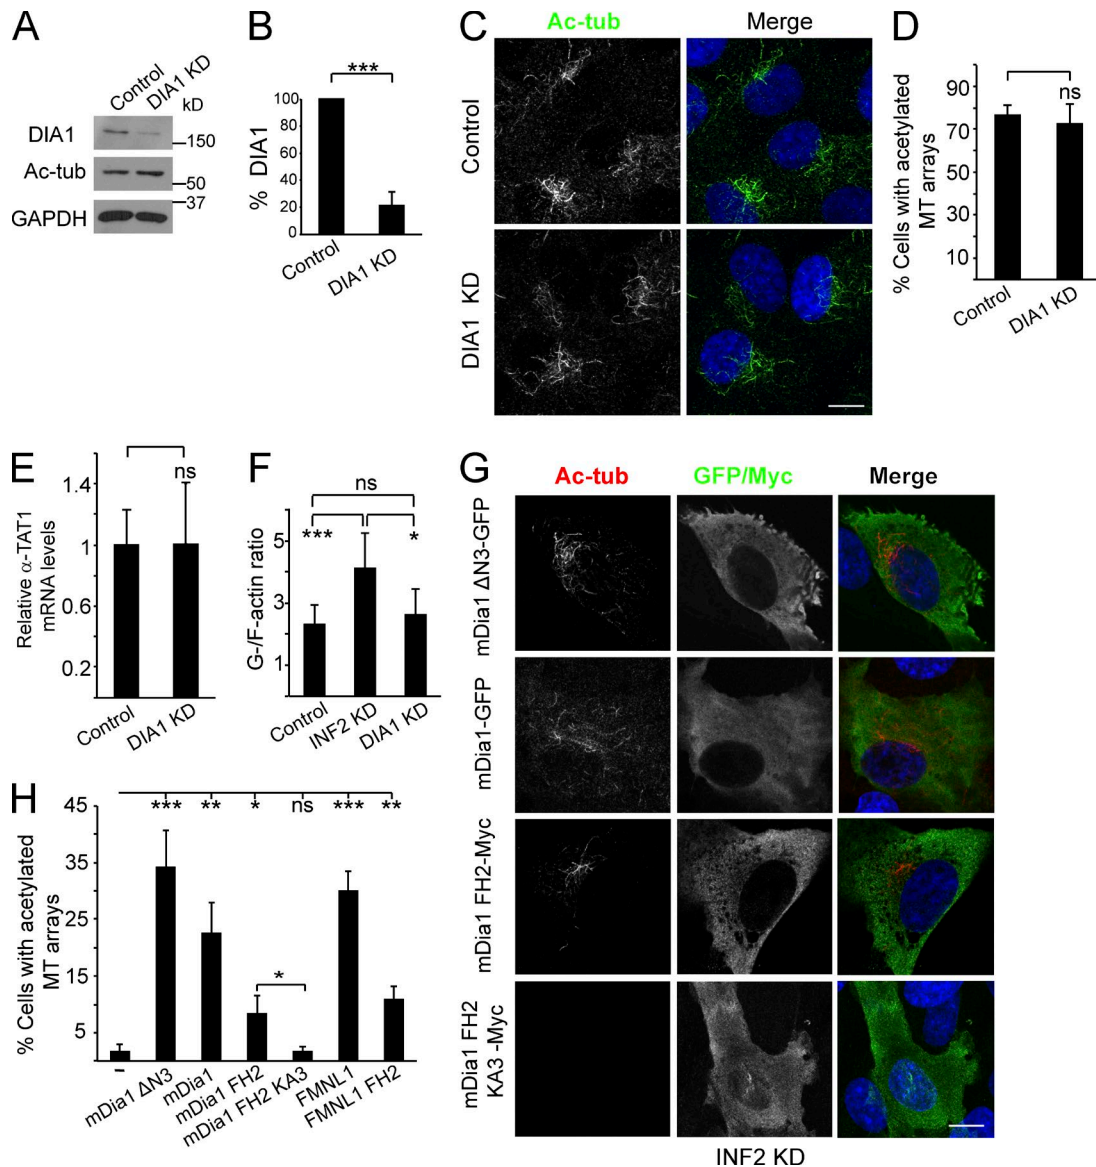 A
Control
DIA1 KD
kD
DIA1
150
Ac-tub
50
37
GAPDH
B
***
100
80
60
40
20
% DIA1
Control
DIA1 KD
C
Ac-tub
Merge
Control
DIA1 KD
D
ns
90
70
50
30
10
% Cells with acetylated
MT arrays
Control
DIA1 KD
E
ns
1.4
1
0.6
0.2
Relative α-TAT1
mRNA levels
Control
DIA1 KD
F
ns
***
*
5
3
1
G-/F-actin ratio
Control
INF2 KD
DIA1 KD
G
Ac-tub
GFP/Myc
Merge
mDia1 ΔN3-GFP
mDia1-GFP
mDia1 FH2-Myc
mDia1 FH2
KA3 -Myc
INF2 KD
H
***
**
*
ns
***
**
*
45
35
25
15
5
% Cells with acetylated
MT arrays
–
mDia1 ΔN3
mDia1
mDia1 FH2
mDia1 FH2 KA3
FMNL1
FMNL1 FH2